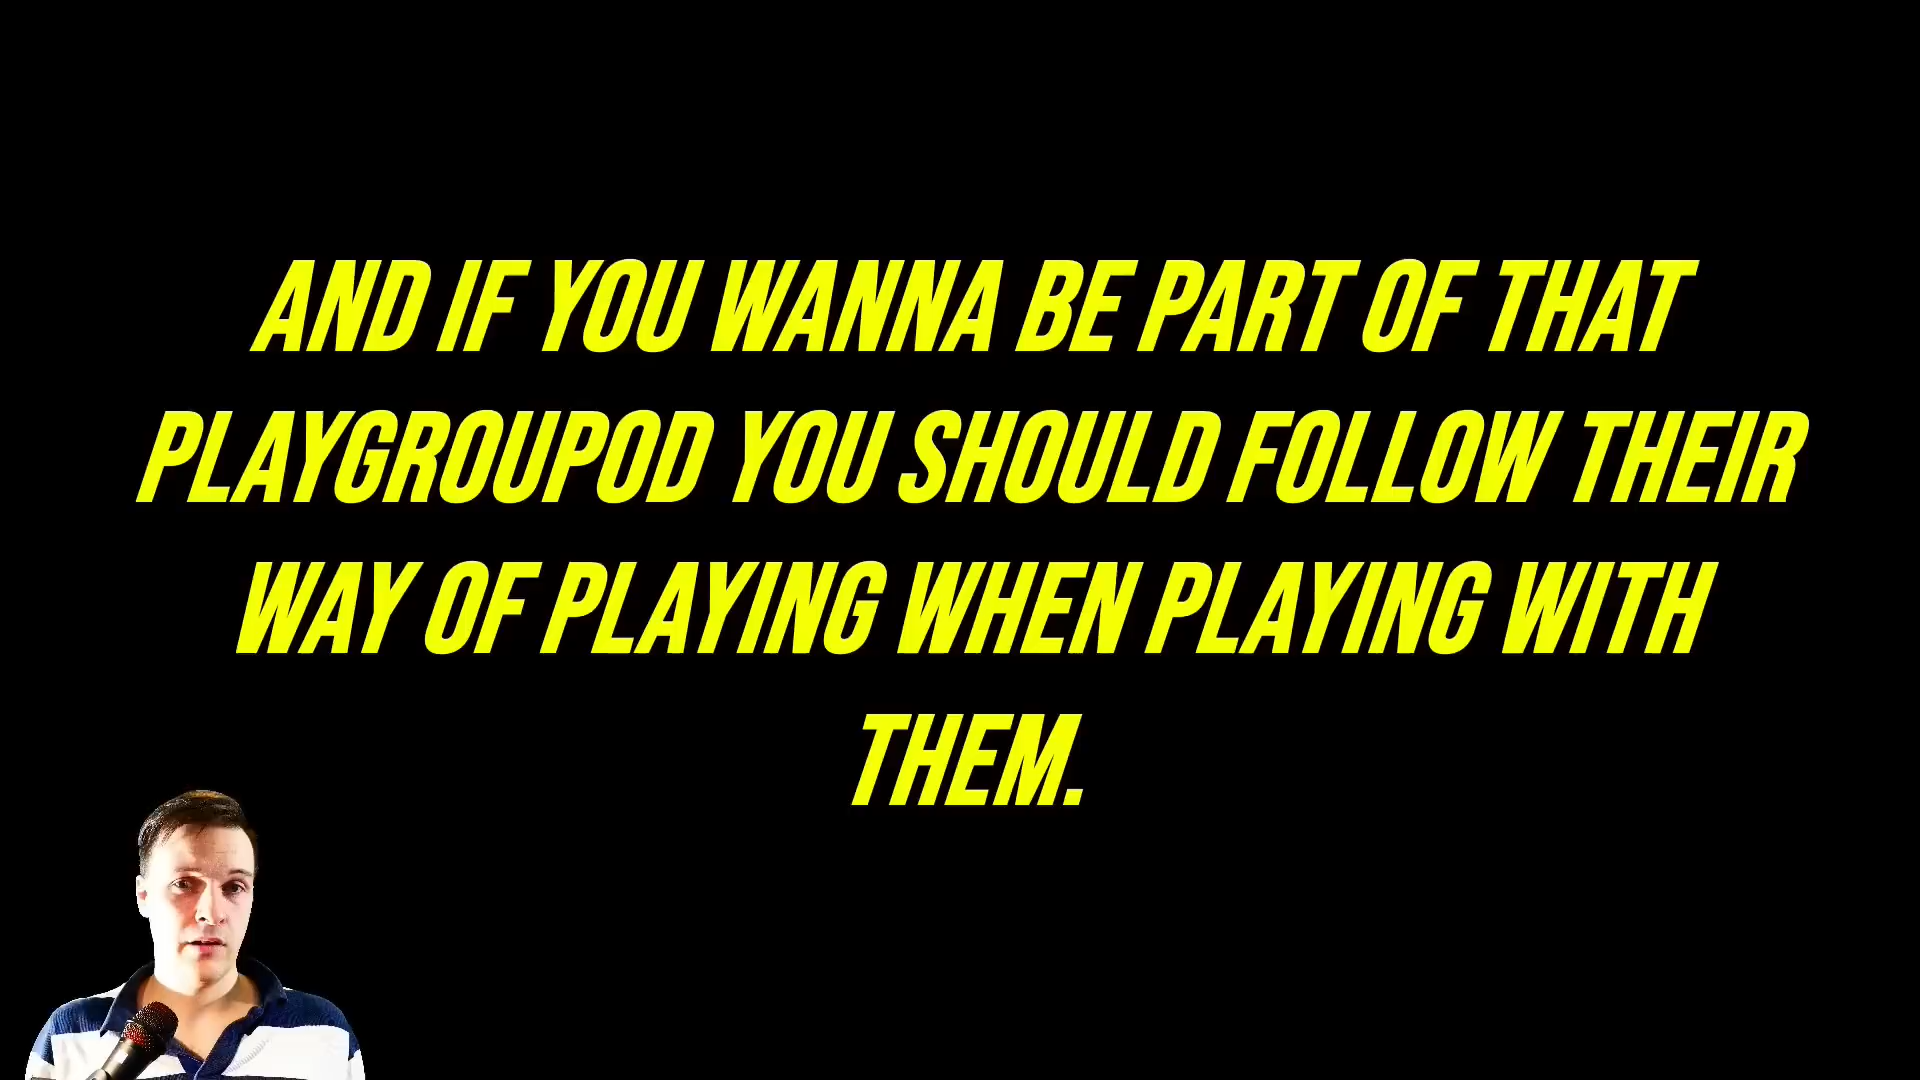 AND IF YOU WANNA BE PART OF THAT
PLAYGROUPOD YOU SHOULD FOLLOW THEIR
WAY OF PLAYING WHEN PLAYING WITH
THEM.